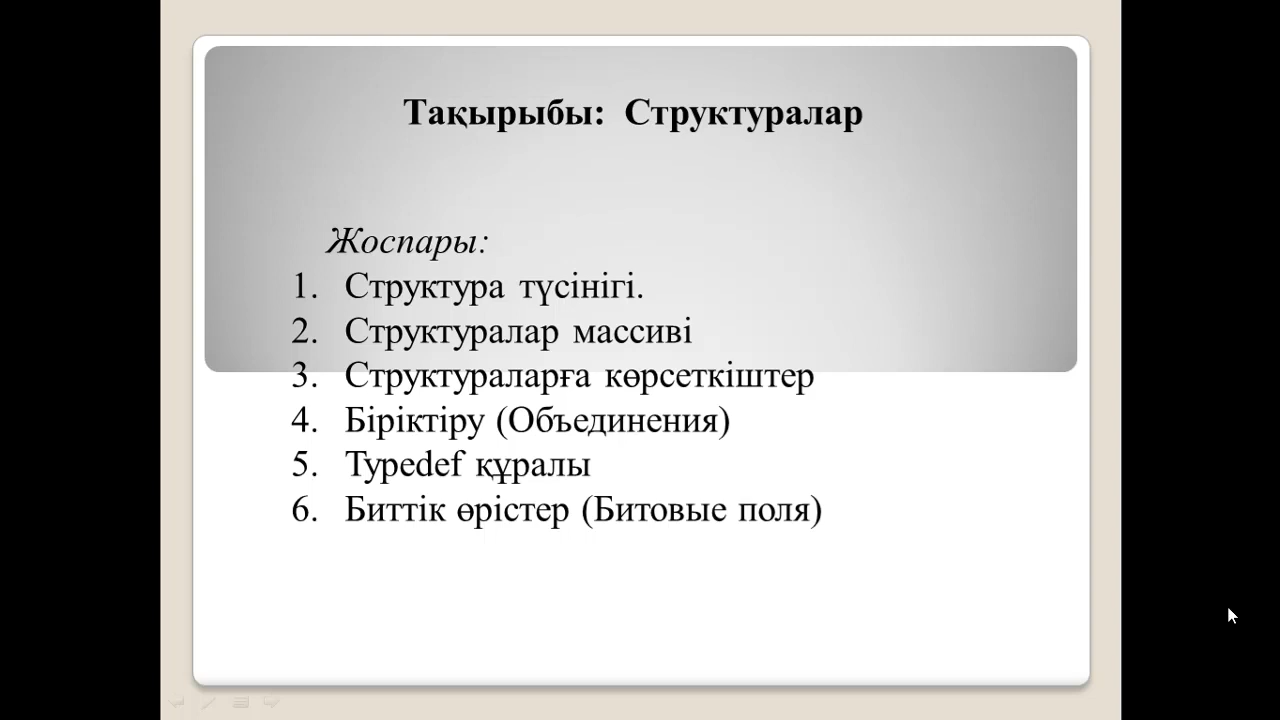 Тақырыбы: Структуралар
Жоспары:
1. Структура түсінігі.
2. Структуралар массиві
3. Структураларға көрсеткіштер
4. Біріктіру (Объединения)
5. Typedef құралы
6. Биттік өрістер (Битовые поля)